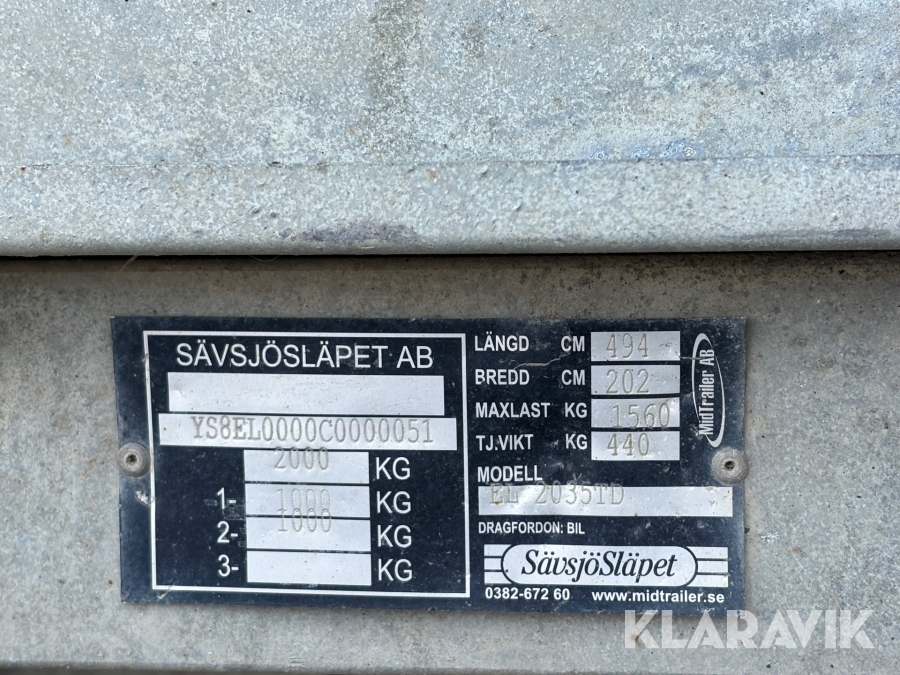 SÄVSJÖSLÄPET AB
YS8EL0000C0000051
2000 KG
1- 1000 KG
2- 1000 KG
3- KG
LÄNGD CM 494
BREDD CM 202
MAXLAST KG 1560
TJ.VIKT KG 440
MODELL
EL 2035TD
DRAGFORDON: BIL
SävsjöSläpet
0382-672 60 www.midtrailer.se
MidTrailer AB
KLARAVIK